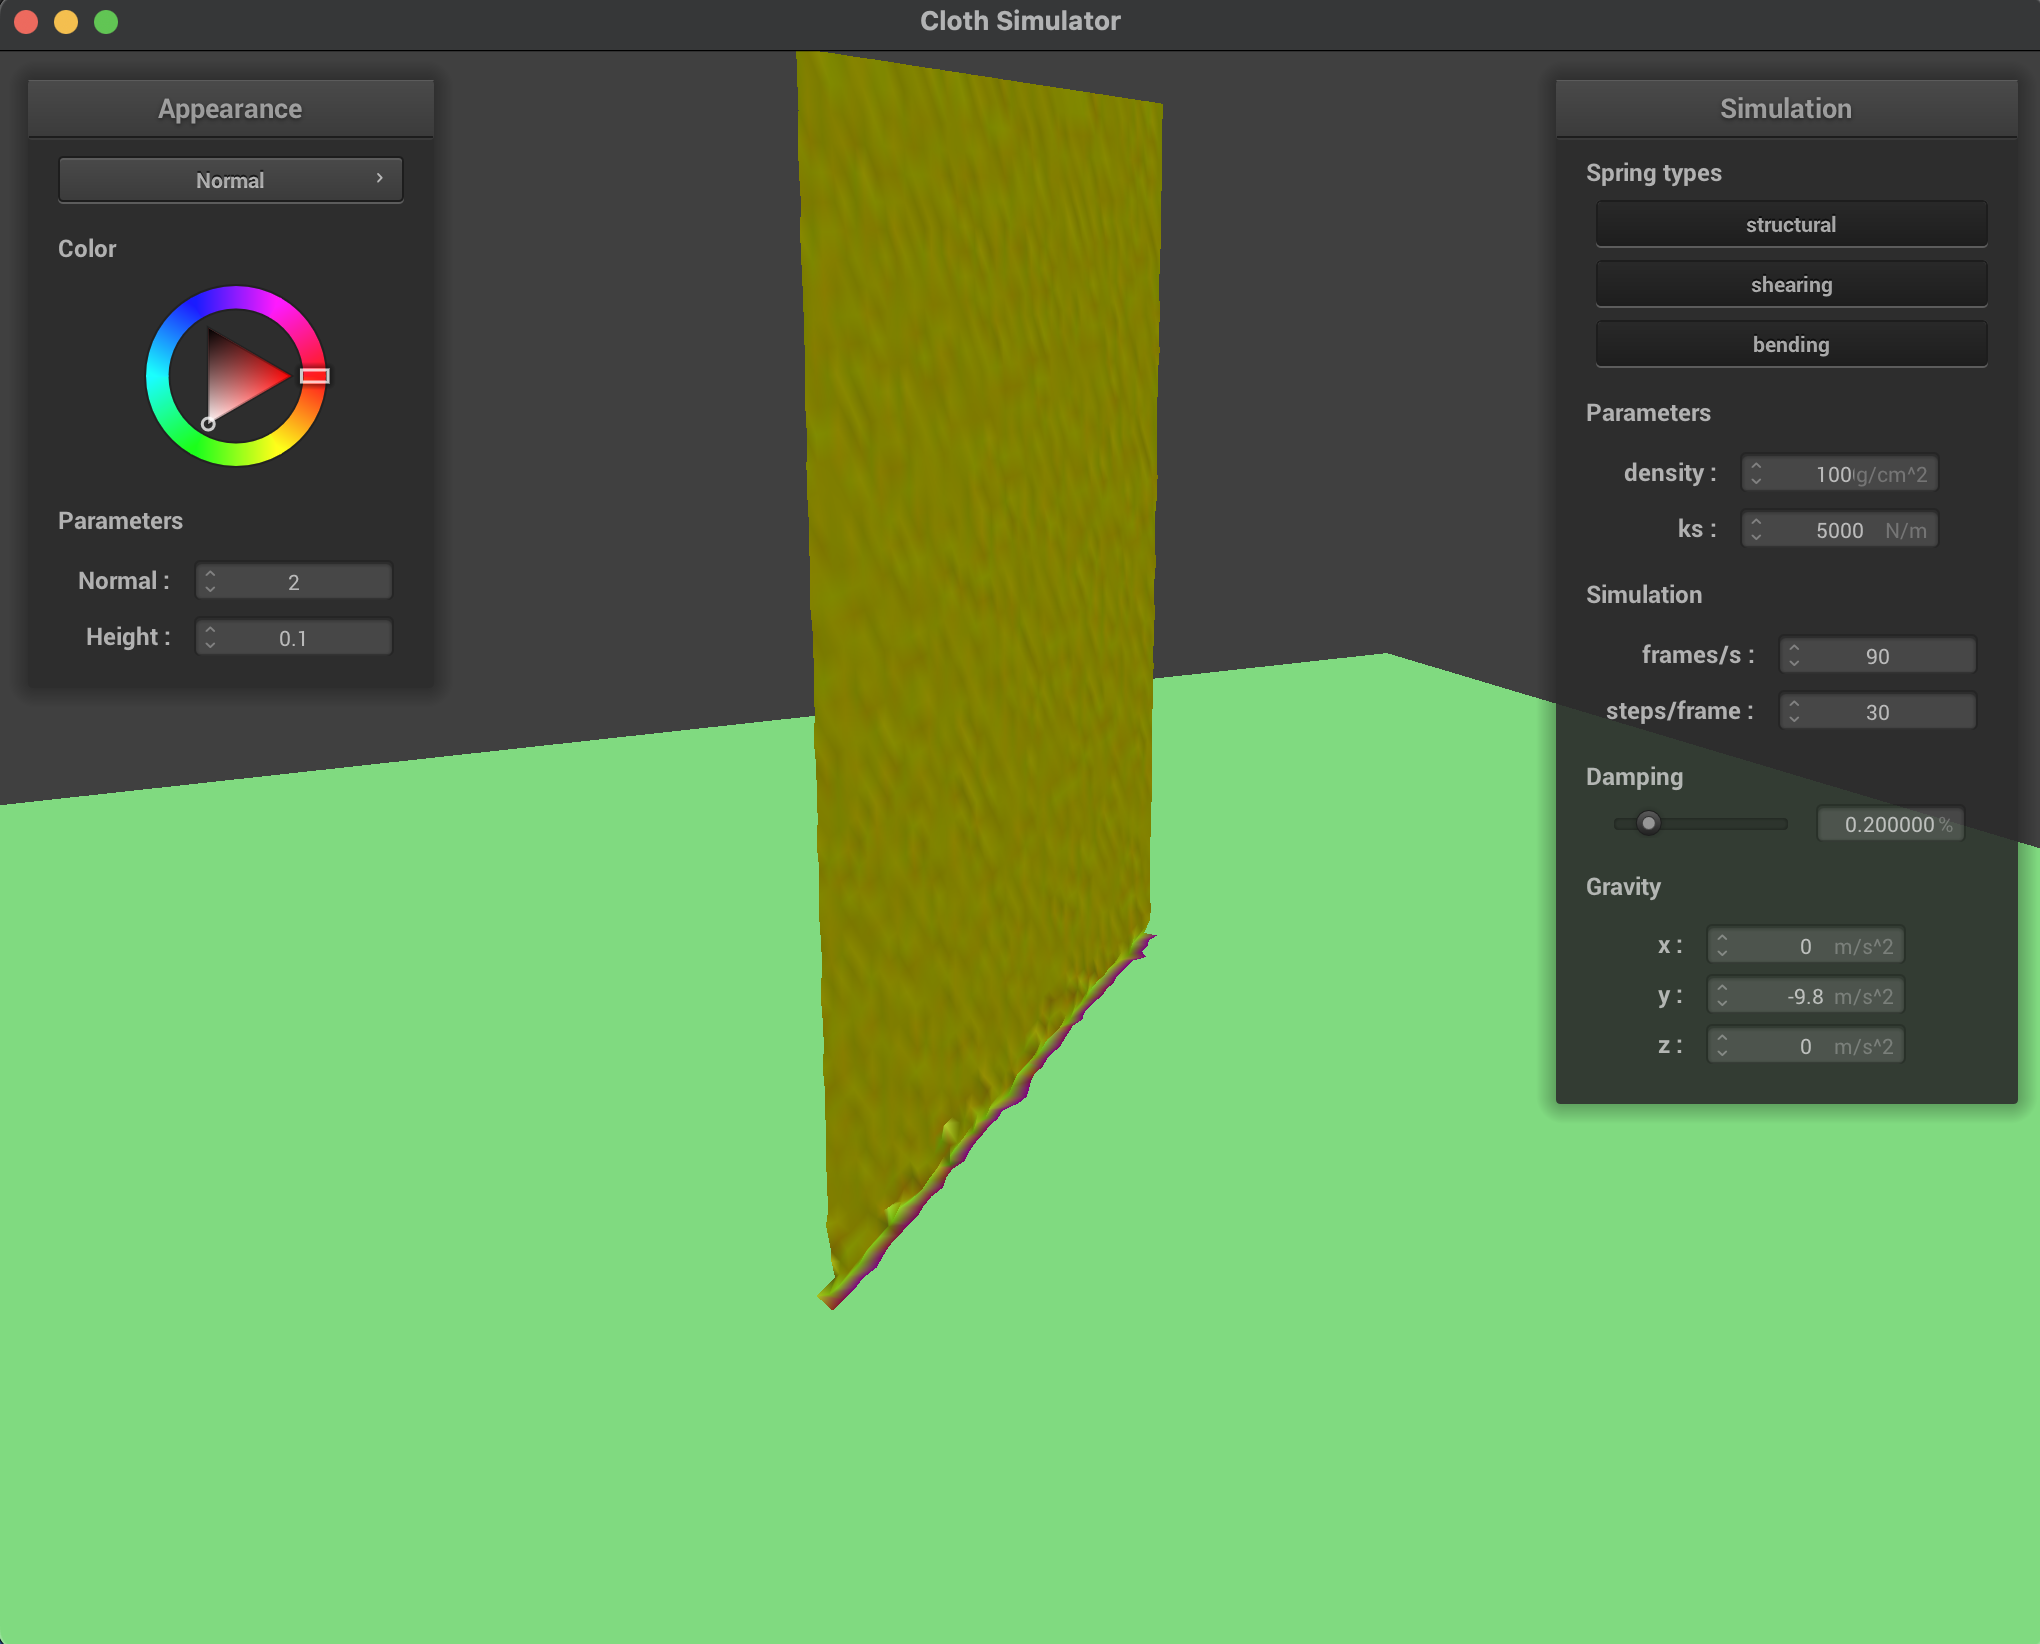 Cloth Simulator
Appearance
Normal
Color
Parameters
Normal : 2
Height : 0.1
Simulation
Spring types
structural
shearing
bending
Parameters
density : 100 g/cm^2
ks : 5000 N/m
Simulation
frames/s : 90
steps/frame : 30
Damping
0.200000 %
Gravity
x : 0 m/s^2
y : -9.8 m/s^2
z : 0 m/s^2